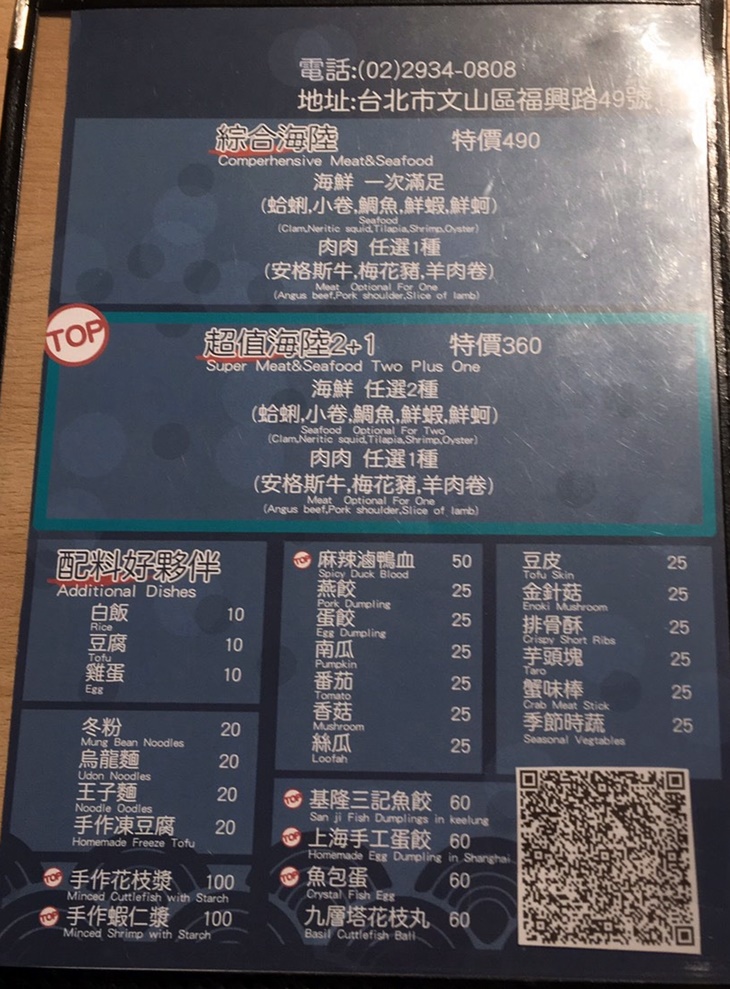 電話:(02)2934-0808
地址:台北市文山區福興路49號
綜合海陸 特價490
Comperhensive Meat&Seafood
海鮮 一次滿足
(蛤蜊,小卷,鯛魚,鮮蝦,鮮蚵)
Seafood
(Clam,Neritic squid,Tilapia,Shrimp,Oyster)
肉肉 任選1種
(安格斯牛,梅花豬,羊肉卷)
Meat Optional For One
(Angus beef,Pork shoulder,Slice of lamb)
TOP
超值海陸2+1 特價360
Super Meat&Seafood Two Plus One
海鮮 任選2種
(蛤蜊,小卷,鯛魚,鮮蝦,鮮蚵)
Seafood Optional For Two
(Clam,Neritic squid,Tilapia,Shrimp,Oyster)
肉肉 任選1種
(安格斯牛,梅花豬,羊肉卷)
Meat Optional For One
(Angus beef,Pork shoulder,Slice of lamb)
配料好夥伴
Additional Dishes
白飯 10
Rice
豆腐 10
Tofu
雞蛋 10
Egg
冬粉 20
Mung Bean Noodles
烏龍麵 20
Udon Noodles
王子麵 20
Noodle Oodles
手作凍豆腐 20
Homemade Freeze Tofu
TOP 手作花枝漿 100
Minced Cuttlefish with Starch
TOP 手作蝦仁漿 100
Minced Shrimp with Starch
TOP 麻辣滷鴨血 50
Spicy Duck Blood
燕餃 25
Pork Dumpling
蛋餃 25
Egg Dumpling
南瓜 25
Pumpkin
番茄 25
Tomato
香菇 25
Mushroom
絲瓜 25
Loofah
TOP 基隆三記魚餃 60
San ji Fish Dumplings in keelung
TOP 上海手工蛋餃 60
Homemade Egg Dumpling in Shanghai
TOP 魚包蛋 60
Crystal Fish Egg
九層塔花枝丸 60
Basil Cuttlefish Ball
豆皮 25
Tofu Skin
金針菇 25
Enoki Mushroom
排骨酥 25
Crispy Short Ribs
芋頭塊 25
Taro
蟹味棒 25
Crab Meat Stick
季節時蔬 25
Seasonal Vegtables